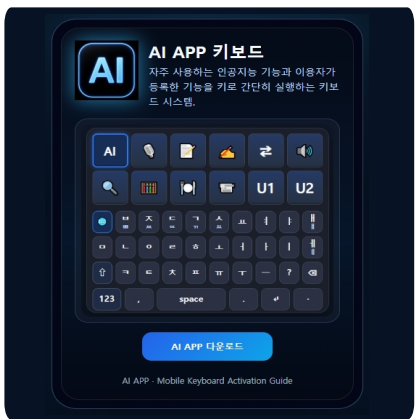 AI
AI APP 키보드
자주 사용하는 인공지능 기능과 이용자가
등록한 기능을 키로 간단히 실행하는 키보
드 시스템.
AI
U1 U2
ㅂ ㅈ ㄷ ㄱ ㅅ ㅛ ㅕ ㅑ ㅐ
ㅁ ㄴ ㅇ ㄹ ㅎ ㅗ ㅓ ㅏ ㅣ ㅔ
ㅋ ㅌ ㅊ ㅍ ㅠ ㅜ ㅡ ?
123 , space . ·
AI APP 다운로드
AI APP · Mobile Keyboard Activation Guide